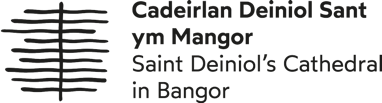 Cadeirlan Deiniol Sant
ym Mangor
Saint Deiniol's Cathedral
in Bangor